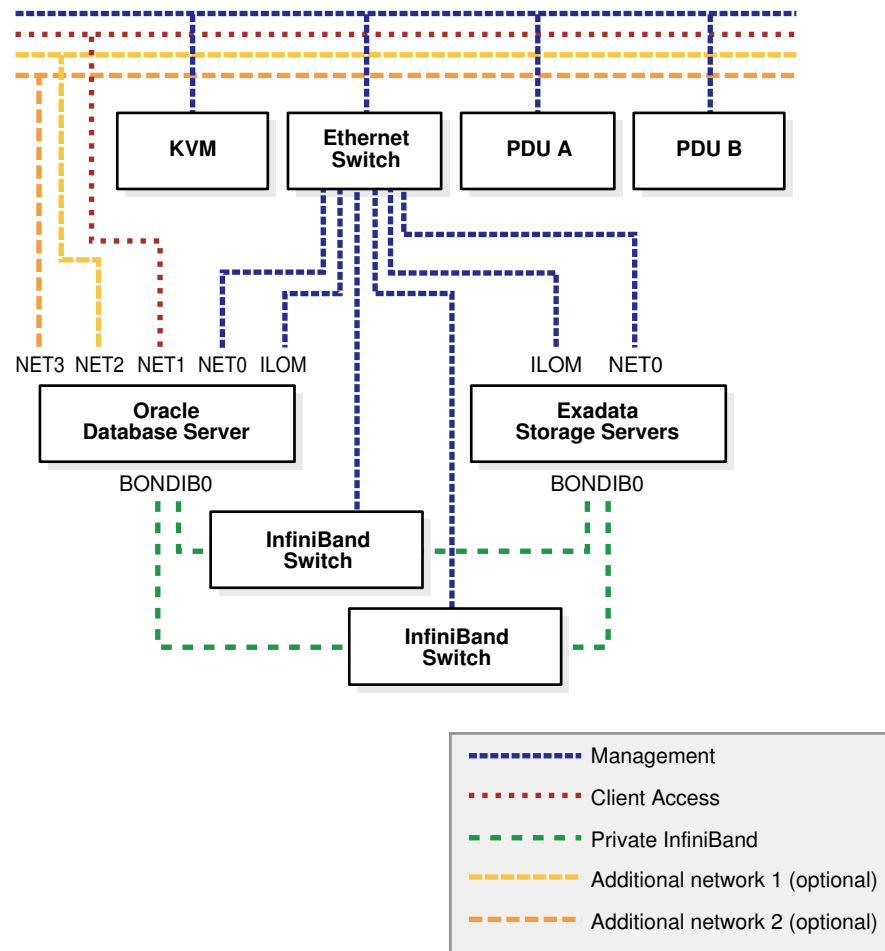 KVM
Ethernet
Switch
PDU A
PDU B
NET3 NET2 NET1 NET0 ILOM
ILOM NET0
Oracle
Database Server
Exadata
Storage Servers
BONDIB0
BONDIB0
InfiniBand
Switch
InfiniBand
Switch
Management
Client Access
Private InfiniBand
Additional network 1 (optional)
Additional network 2 (optional)